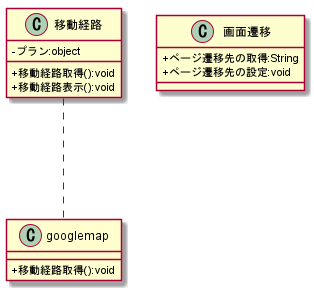 C 移動経路
-プラン:object
+移動経路取得():void
+移動経路表示():void
C 画面遷移
+ページ遷移先の取得:String
+ページ遷移先の設定:void
C googlemap
+移動経路取得():void